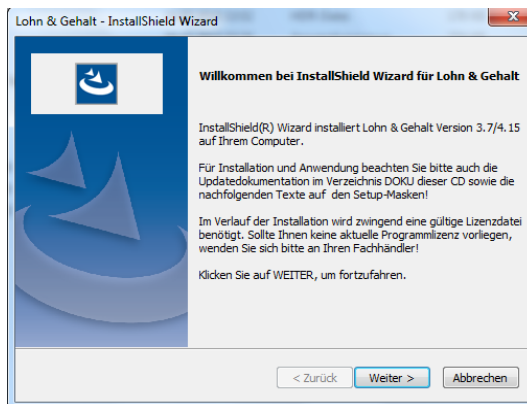 Lohn & Gehalt - InstallShield Wizard
Willkommen bei InstallShield Wizard für Lohn & Gehalt
InstallShield(R) Wizard installiert Lohn & Gehalt Version 3.7/4.15
auf Ihrem Computer.
Für Installation und Anwendung beachten Sie bitte auch die
Updatedokumentation im Verzeichnis DOKU dieser CD sowie die
nachfolgenden Texte auf den Setup-Masken!
Im Verlauf der Installation wird zwingend eine gültige Lizenzdatei
benötigt. Sollte Ihnen keine aktuelle Programmlizenz vorliegen,
wenden Sie sich bitte an Ihren Fachhändler!
Klicken Sie auf WEITER, um fortzufahren.
< Zurück Weiter > Abbrechen